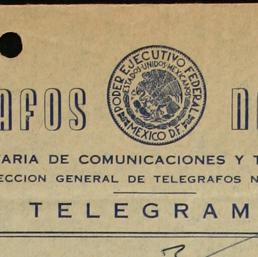 PODER EJECUTIVO FEDERAL
ESTADOS UNIDOS MEXICANOS
MEXICO D.F.
AFOS N
ARIA DE COMUNICACIONES Y T
ECCION GENERAL DE TELEGRAFOS N
TELEGRAM